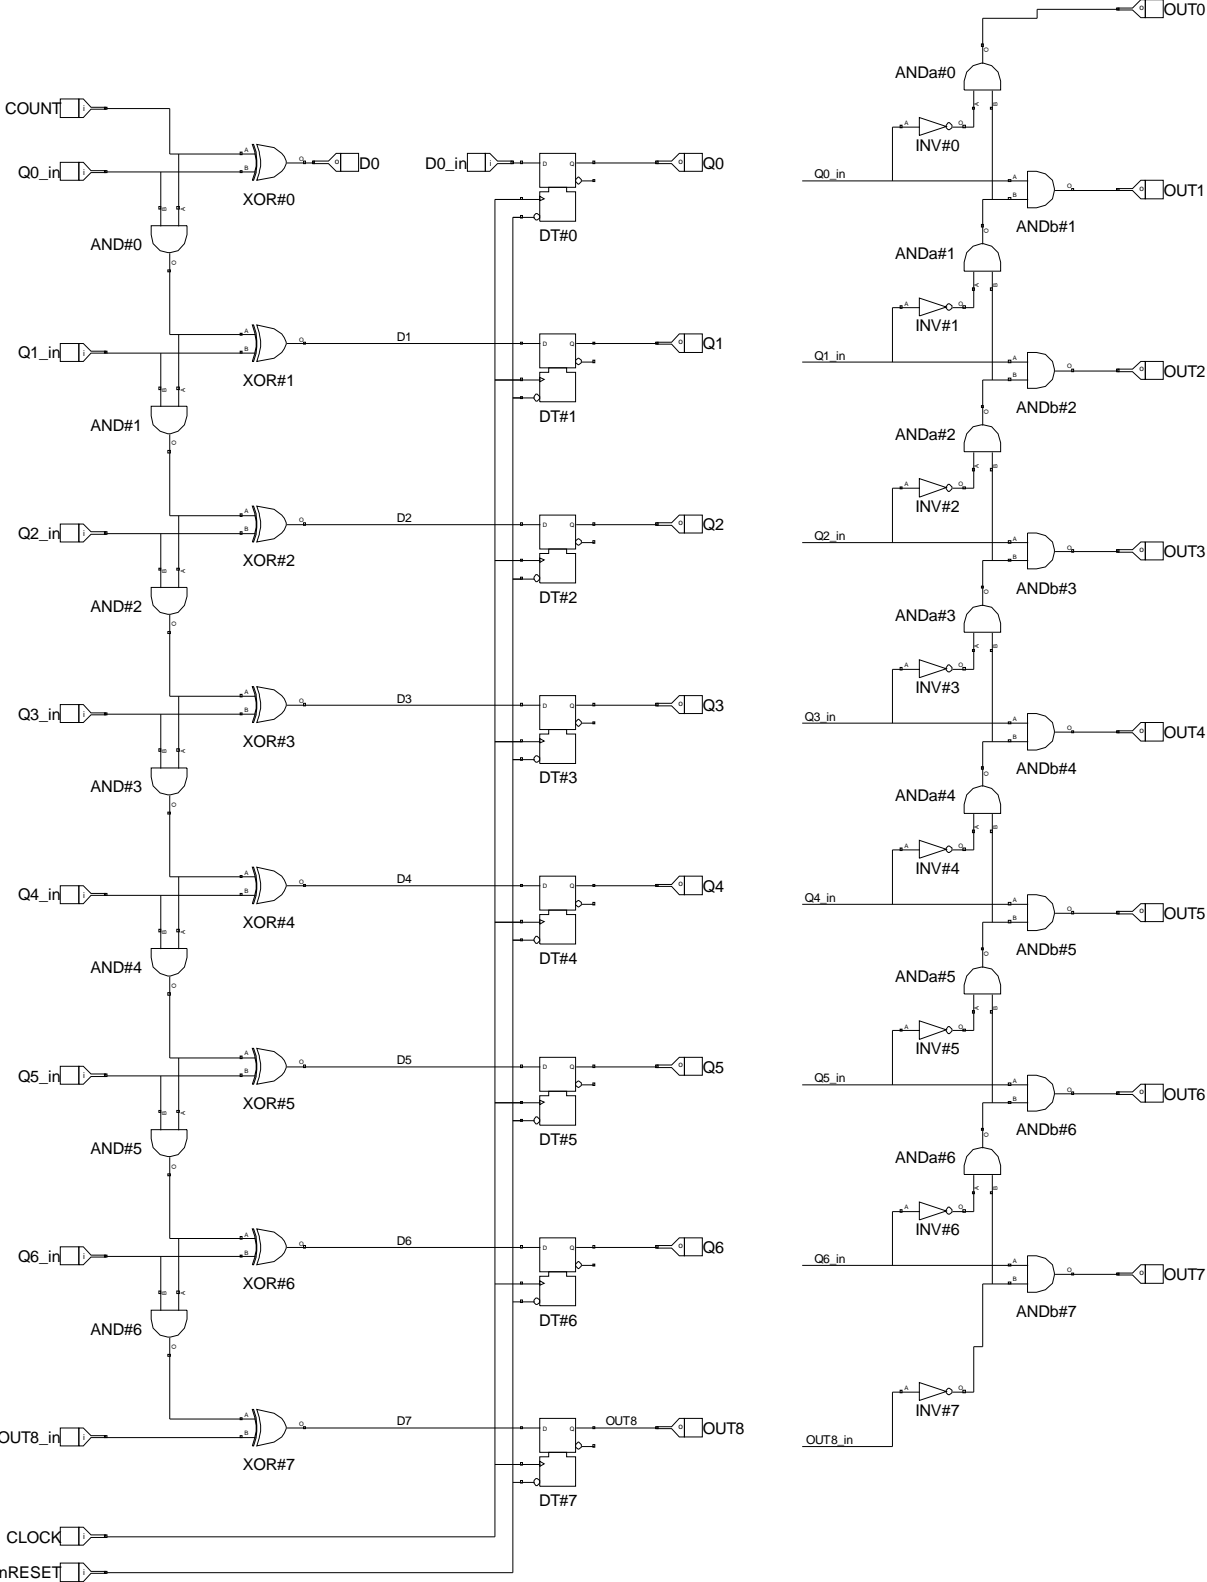 OUT0
ANDa#0
COUNT
INV#0
Q0_in
D0
D0_in
Q0
XOR#0
Q0_in
OUT1
AND#0
DT#0
ANDb#1
ANDa#1
INV#1
Q1_in
D1
Q1
XOR#1
Q1_in
OUT2
AND#1
DT#1
ANDb#2
ANDa#2
INV#2
Q2_in
D2
Q2
XOR#2
Q2_in
OUT3
AND#2
DT#2
ANDb#3
ANDa#3
INV#3
Q3_in
D3
Q3
XOR#3
Q3_in
OUT4
AND#3
DT#3
ANDb#4
ANDa#4
INV#4
Q4_in
D4
Q4
XOR#4
Q4_in
OUT5
AND#4
DT#4
ANDb#5
ANDa#5
INV#5
Q5_in
D5
Q5
XOR#5
Q5_in
OUT6
AND#5
DT#5
ANDb#6
ANDa#6
INV#6
Q6_in
D6
Q6
XOR#6
Q6_in
OUT7
AND#6
DT#6
ANDb#7
INV#7
OUT8_in
D7
OUT8
OUT8
XOR#7
OUT8_in
DT#7
CLOCK
nRESET